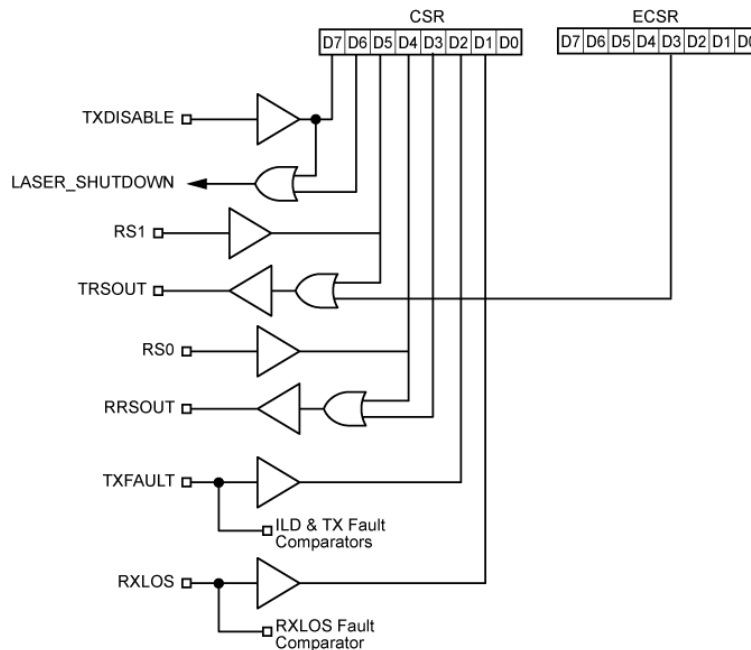 CSR
ECSR
D7 D6 D5 D4 D3 D2 D1 D0
D7 D6 D5 D4 D3 D2 D1 D0
TXDISABLE
LASER_SHUTDOWN
RS1
TRSOUT
RS0
RRSOUT
TXFAULT
ILD & TX Fault
Comparators
RXLOS
RXLOS Fault
Comparator